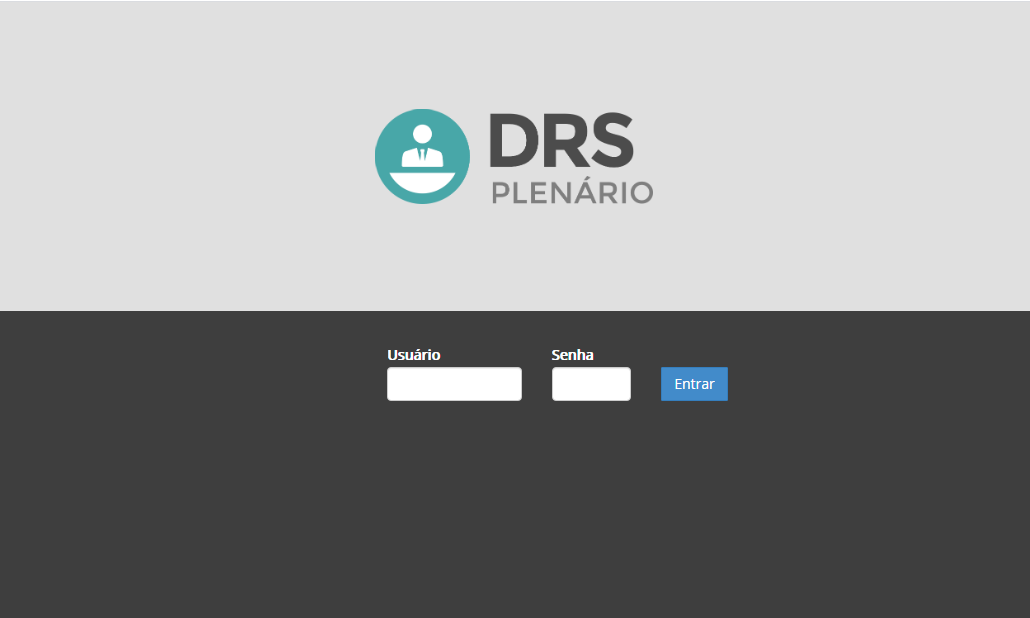 DRS
PLENÁRIO
Usuário Senha
Entrar